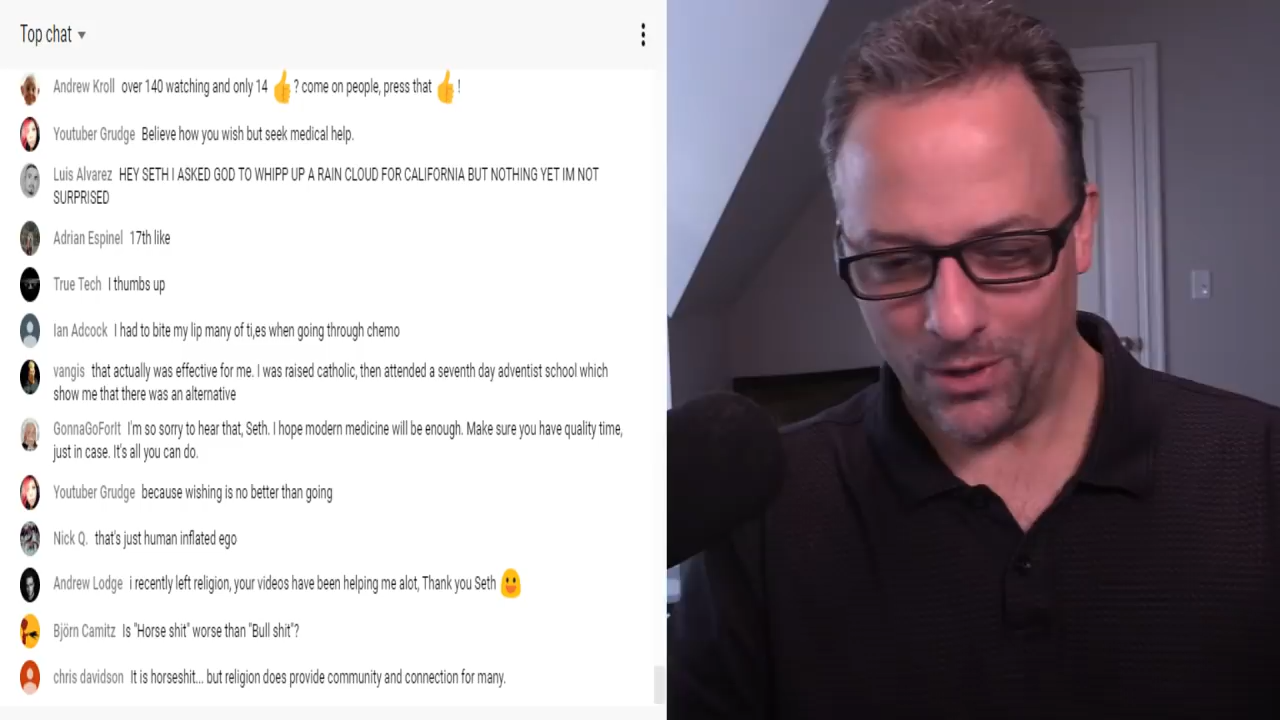 Top chat
Andrew Kroll over 140 watching and only 14 👍 ? come on people, press that 👍 !
Youtuber Grudge Believe how you wish but seek medical help.
Luis Alvarez HEY SETH I ASKED GOD TO WHIPP UP A RAIN CLOUD FOR CALIFORNIA BUT NOTHING YET IM NOT
SURPRISED
Adrian Espinel 17th like
True Tech I thumbs up
Ian Adcock I had to bite my lip many of ti,es when going through chemo
vangis that actually was effective for me. I was raised catholic, then attended a seventh day adventist school which
show me that there was an alternative
GonnaGoForIt I'm so sorry to hear that, Seth. I hope modern medicine will be enough. Make sure you have quality time,
just in case. It's all you can do.
Youtuber Grudge because wishing is no better than going
Nick Q. that's just human inflated ego
Andrew Lodge i recently left religion, your videos have been helping me alot, Thank you Seth 😃
Björn Camitz Is "Horse shit" worse than "Bull shit"?
chris davidson It is horseshit... but religion does provide community and connection for many.